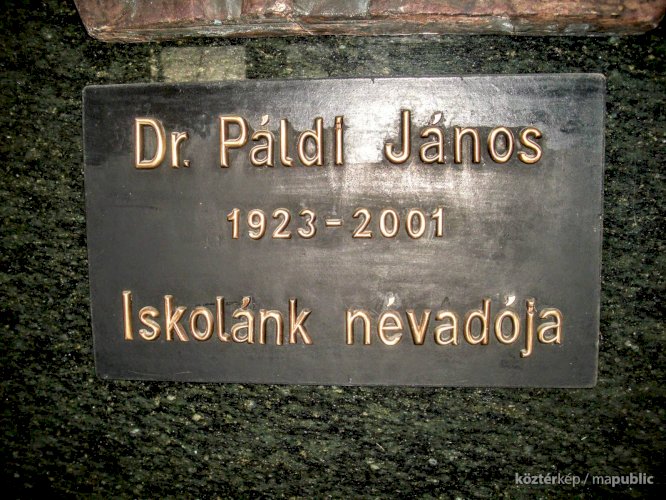 Dr. Páldi János
1923-2001
Iskolánk névadója
köztérkép / mapublic